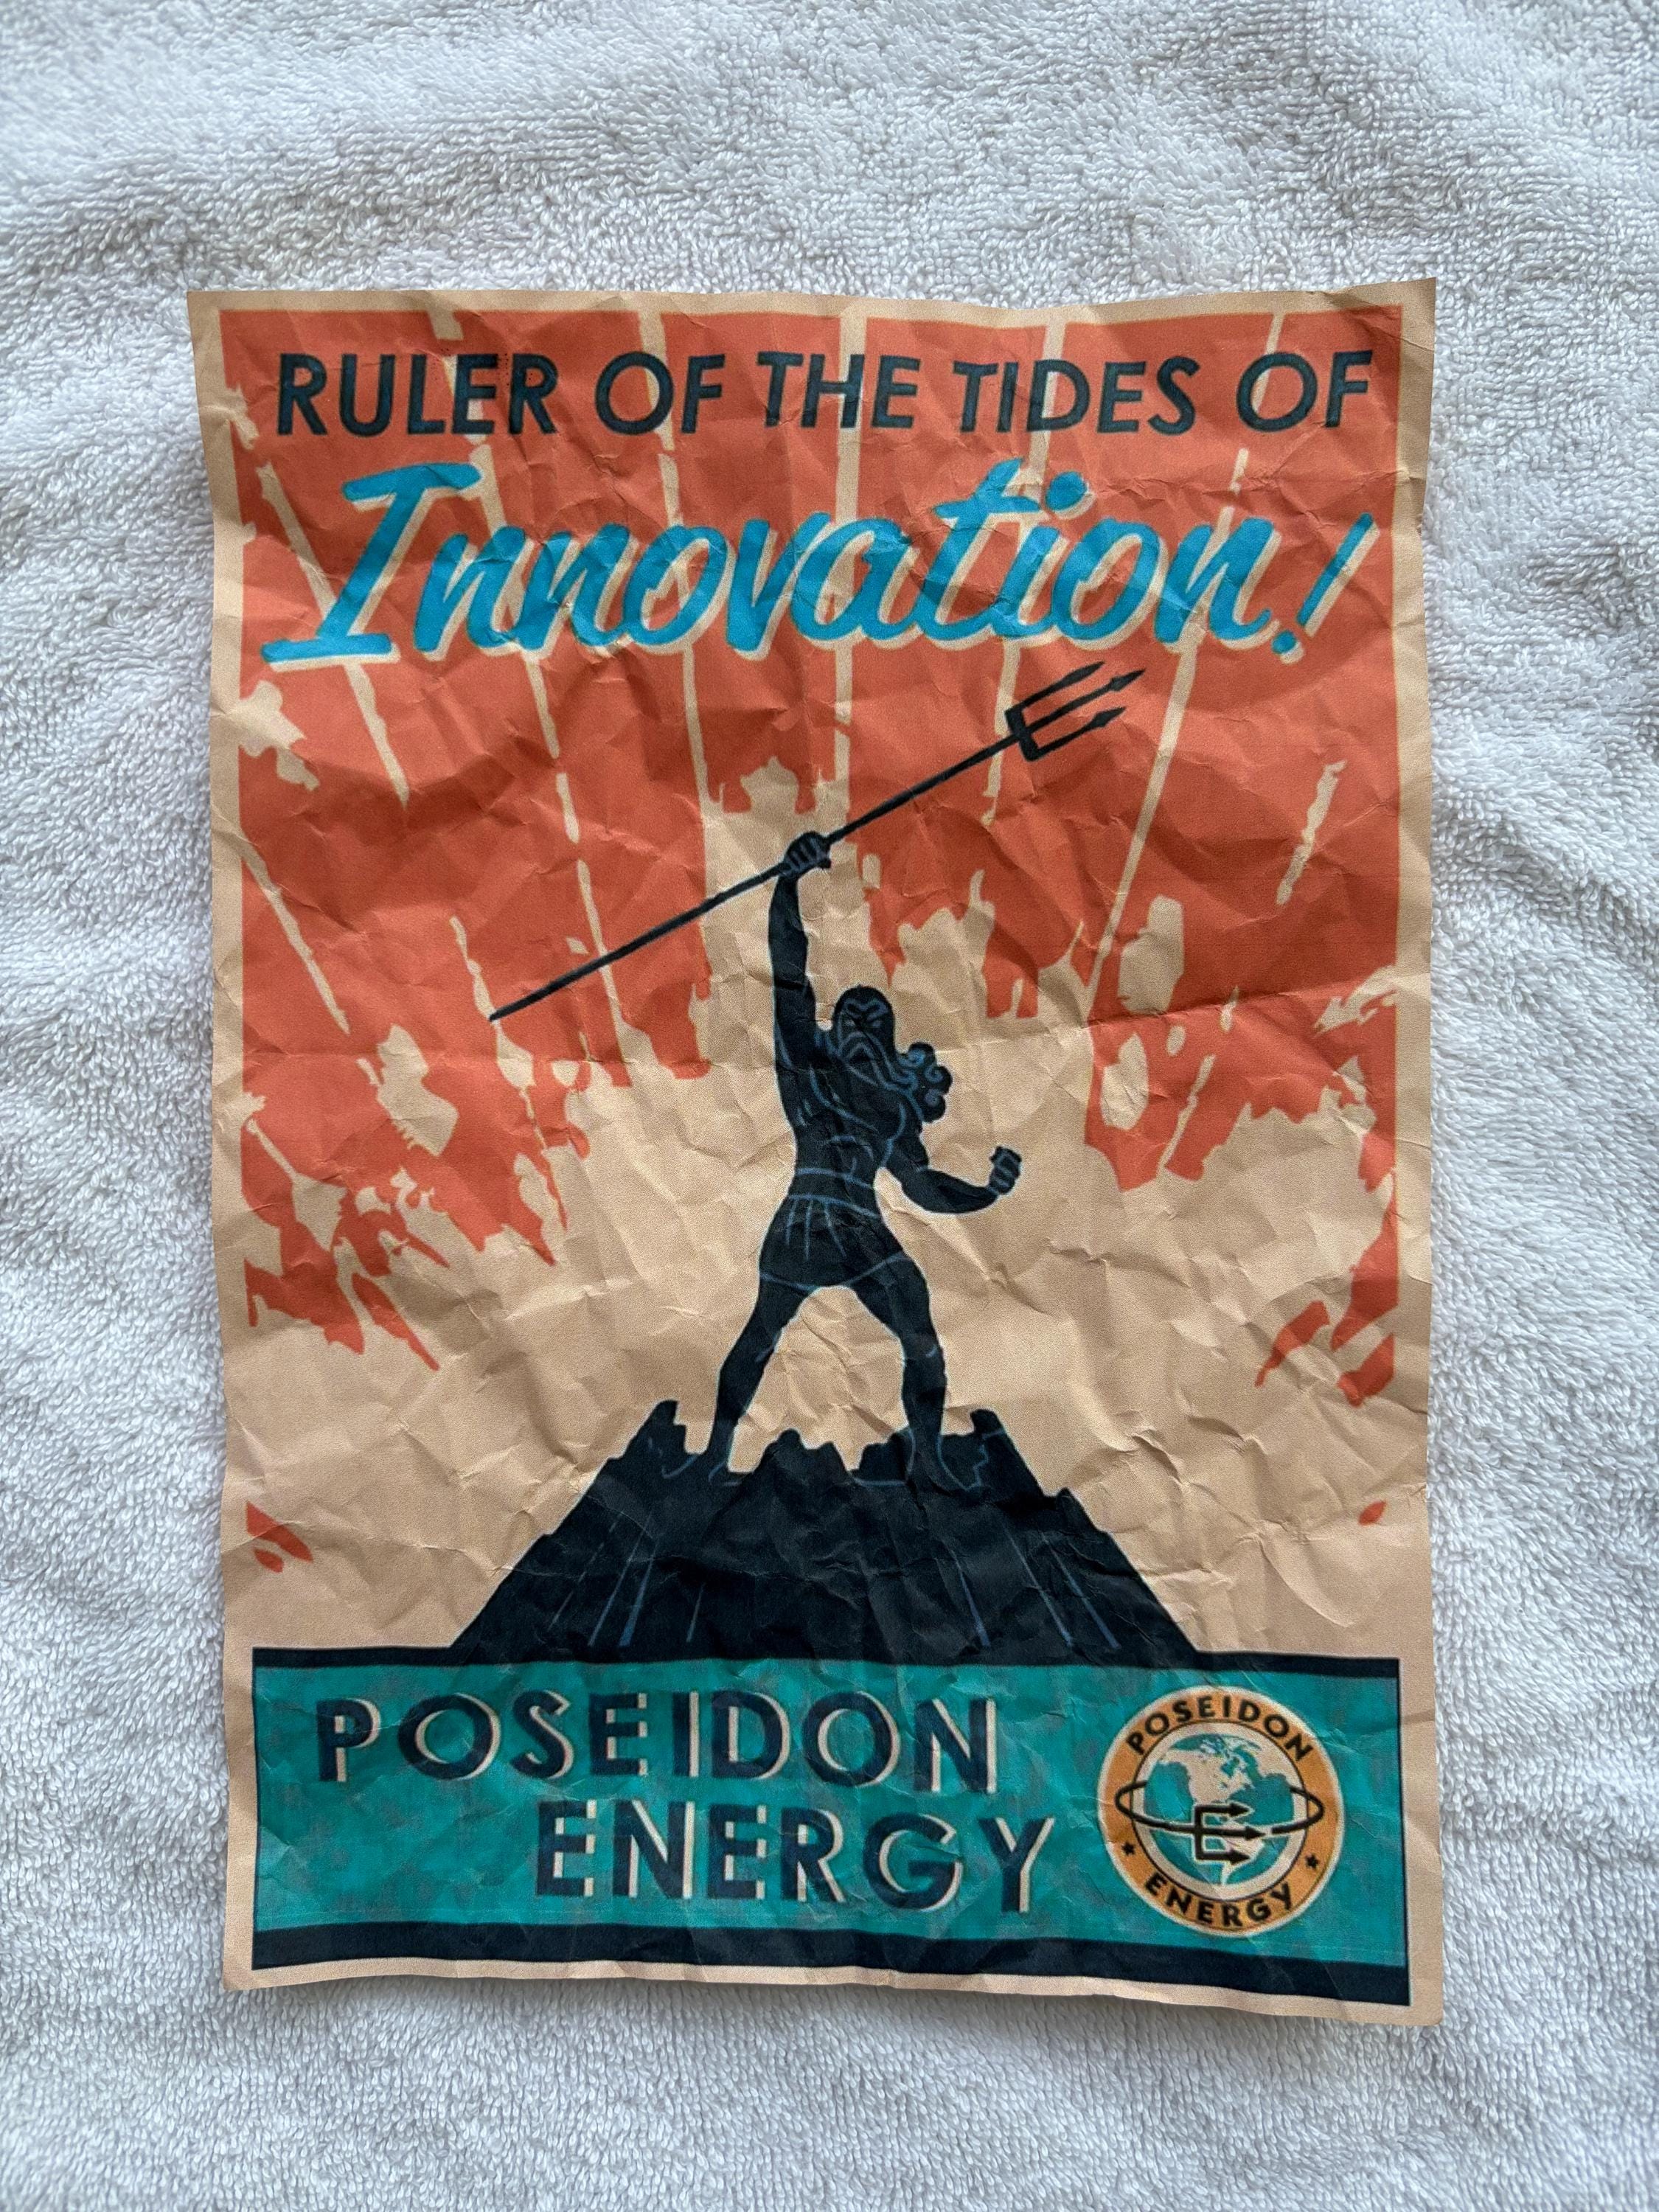 RULER OF THE TIDES OF
Innovation!
POSEIDON
ENERGY
POSEIDON
ENERGY